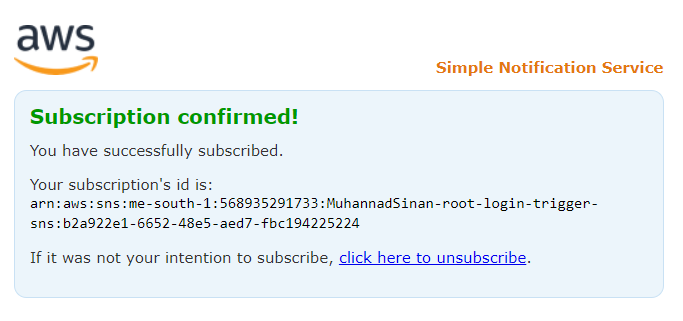 aws
Simple Notification Service
Subscription confirmed!
You have successfully subscribed.
Your subscription's id is:
arn:aws:sns:me-south-1:568935291733:MuhannadSinan-root-login-trigger-
sns:b2a922e1-6652-48e5-aed7-fbc194225224
If it was not your intention to subscribe, click here to unsubscribe.